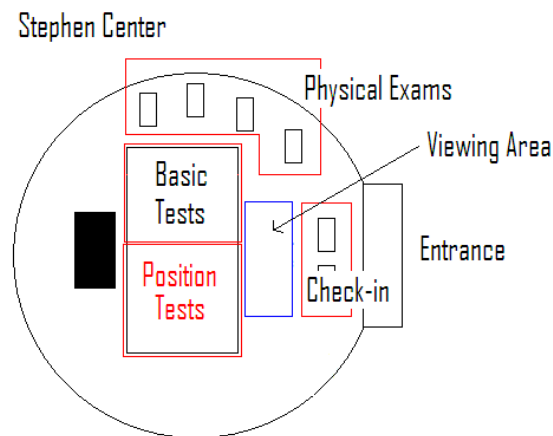 Stephen Center
Physical Exams
Viewing Area
Basic
Tests
Entrance
Position
Tests
Check-in